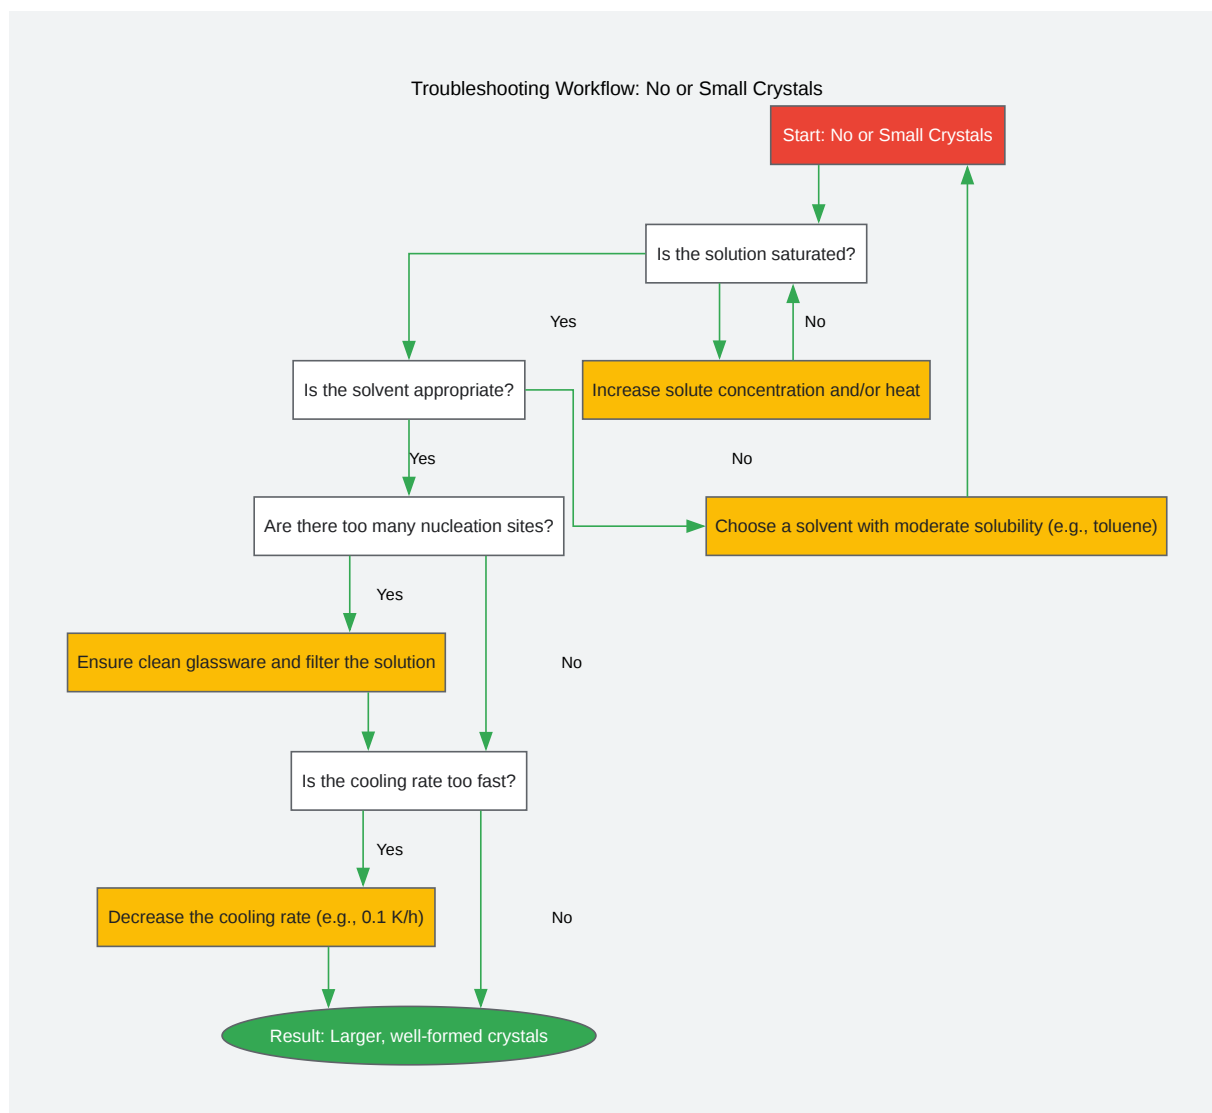 Troubleshooting Workflow: No or Small Crystals
Start: No or Small Crystals
Is the solution saturated?
Yes
No
Is the solvent appropriate?
Increase solute concentration and/or heat
Yes
No
Are there too many nucleation sites?
Choose a solvent with moderate solubility (e.g., toluene)
Yes
Ensure clean glassware and filter the solution
No
Is the cooling rate too fast?
Yes
Decrease the cooling rate (e.g., 0.1 K/h)
No
Result: Larger, well-formed crystals